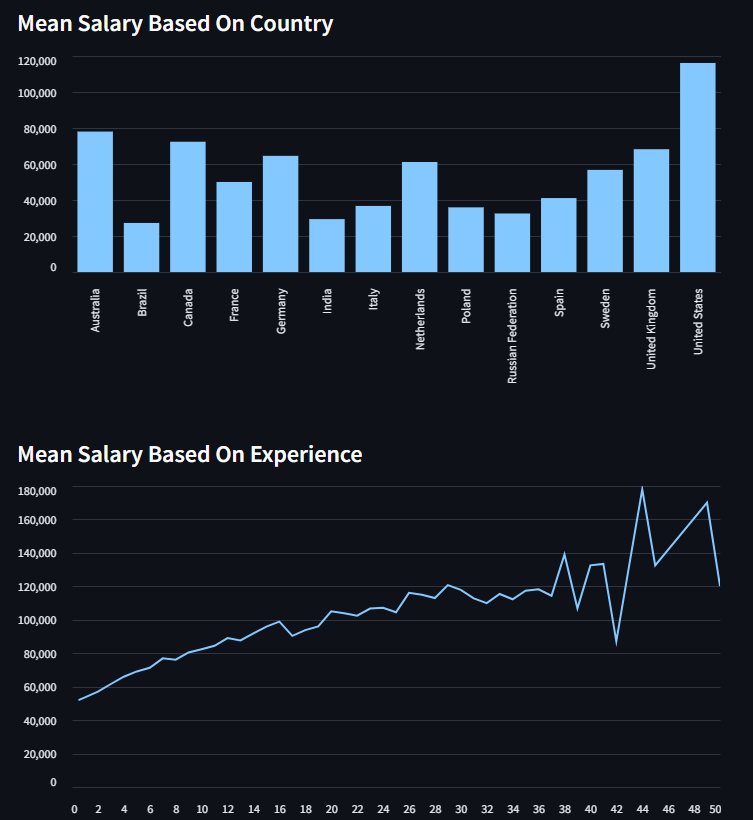 Mean Salary Based On Country
120,000
100,000
80,000
60,000
40,000
20,000
0
Australia
Brazil
Canada
France
Germany
India
Italy
Netherlands
Poland
Russian Federation
Spain
Sweden
United Kingdom
United States
Mean Salary Based On Experience
180,000
160,000
140,000
120,000
100,000
80,000
60,000
40,000
20,000
0
0 2 4 6 8 10 12 14 16 18 20 22 24 26 28 30 32 34 36 38 40 42 44 46 48 50